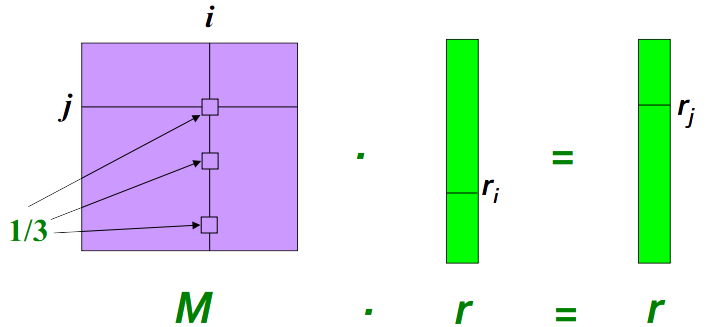 i
j
r_j
· =
r_i
1/3
M · r = r